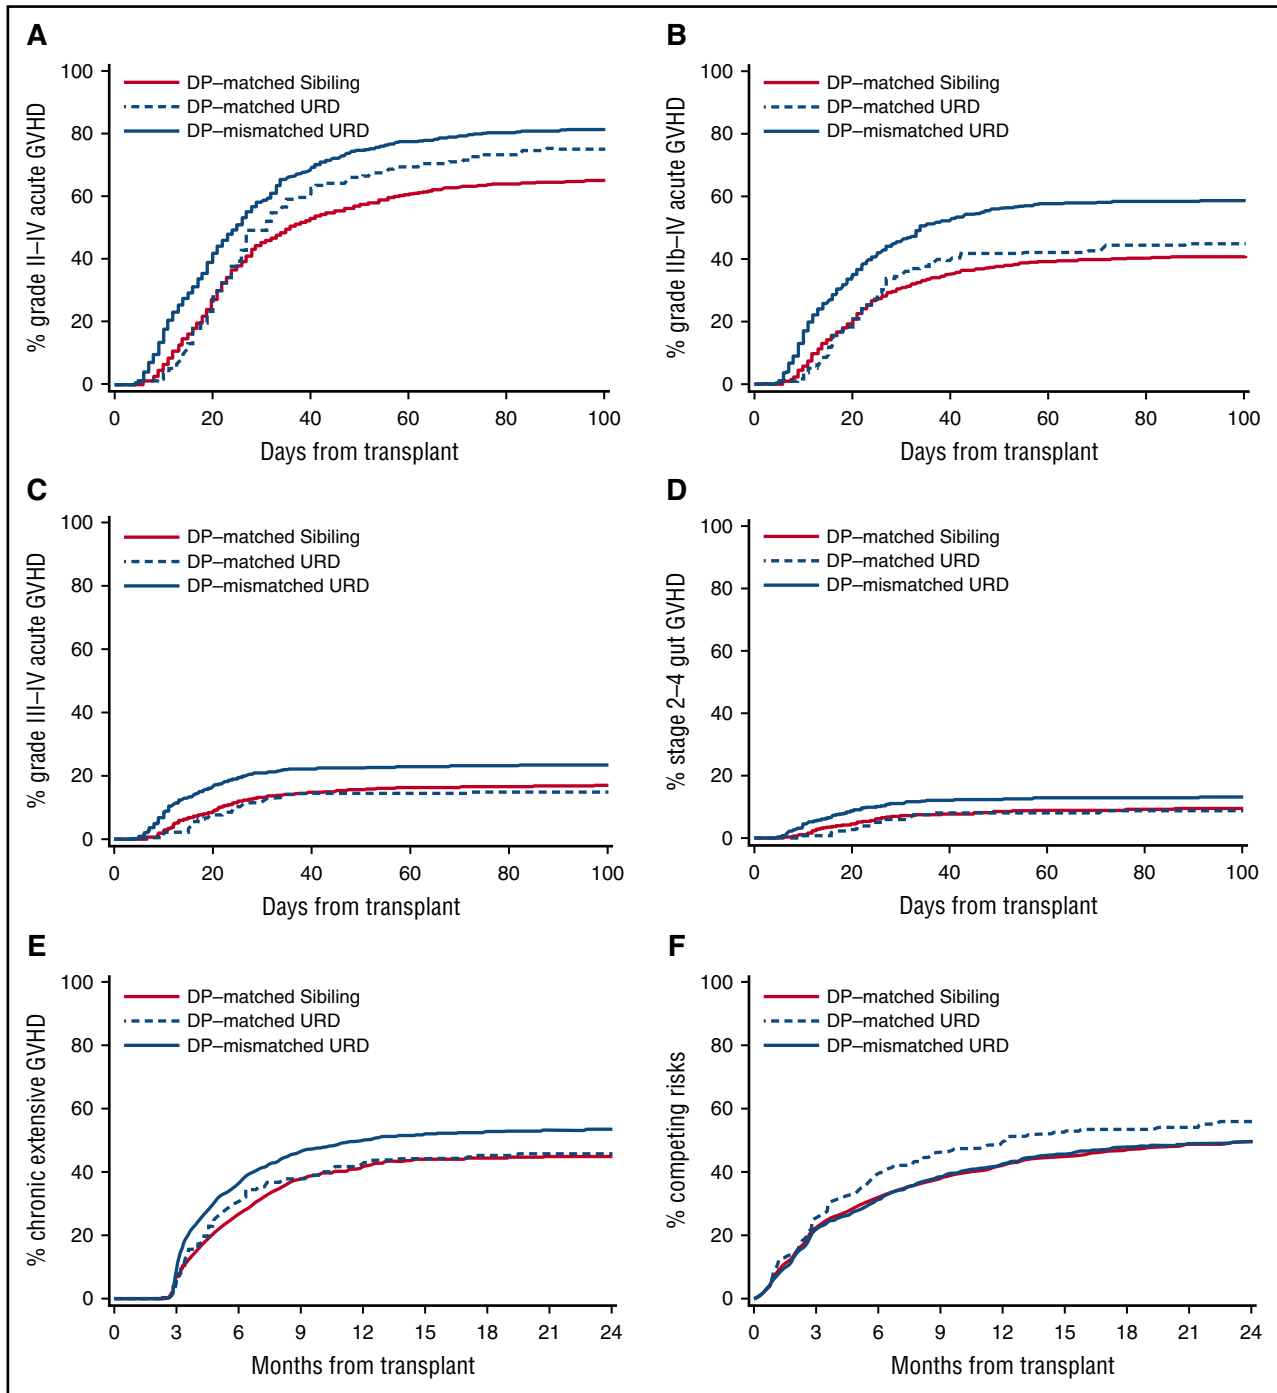 A
% grade II–IV acute GVHD
100
80
60
40
20
0
DP–matched Sibiling
DP–matched URD
DP–mismatched URD
0 20 40 60 80 100
Days from transplant
B
% grade IIb–IV acute GVHD
100
80
60
40
20
0
DP–matched Sibiling
DP–matched URD
DP–mismatched URD
0 20 40 60 80 100
Days from transplant
C
% grade III–IV acute GVHD
100
80
60
40
20
0
DP–matched Sibiling
DP–matched URD
DP–mismatched URD
0 20 40 60 80 100
Days from transplant
D
% stage 2–4 gut GVHD
100
80
60
40
20
0
DP–matched Sibiling
DP–matched URD
DP–mismatched URD
0 20 40 60 80 100
Days from transplant
E
% chronic extensive GVHD
100
80
60
40
20
0
DP–matched Sibiling
DP–matched URD
DP–mismatched URD
0 3 6 9 12 15 18 21 24
Months from transplant
F
% competing risks
100
80
60
40
20
0
DP–matched Sibiling
DP–matched URD
DP–mismatched URD
0 3 6 9 12 15 18 21 24
Months from transplant